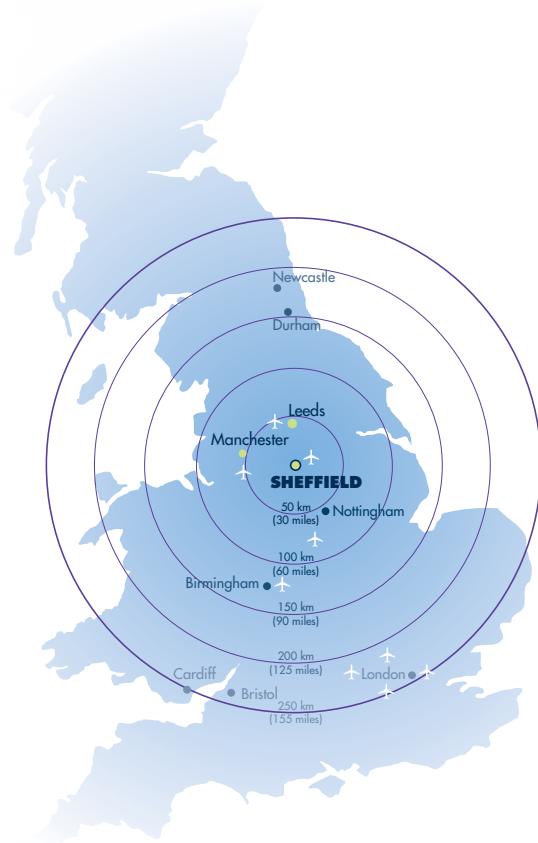 Newcastle
Durham
Leeds
Manchester
SHEFFIELD
50 km
(30 miles)
Nottingham
100 km
(60 miles)
Birmingham
150 km
(90 miles)
200 km
(125 miles)
Cardiff
London
Bristol
250 km
(155 miles)